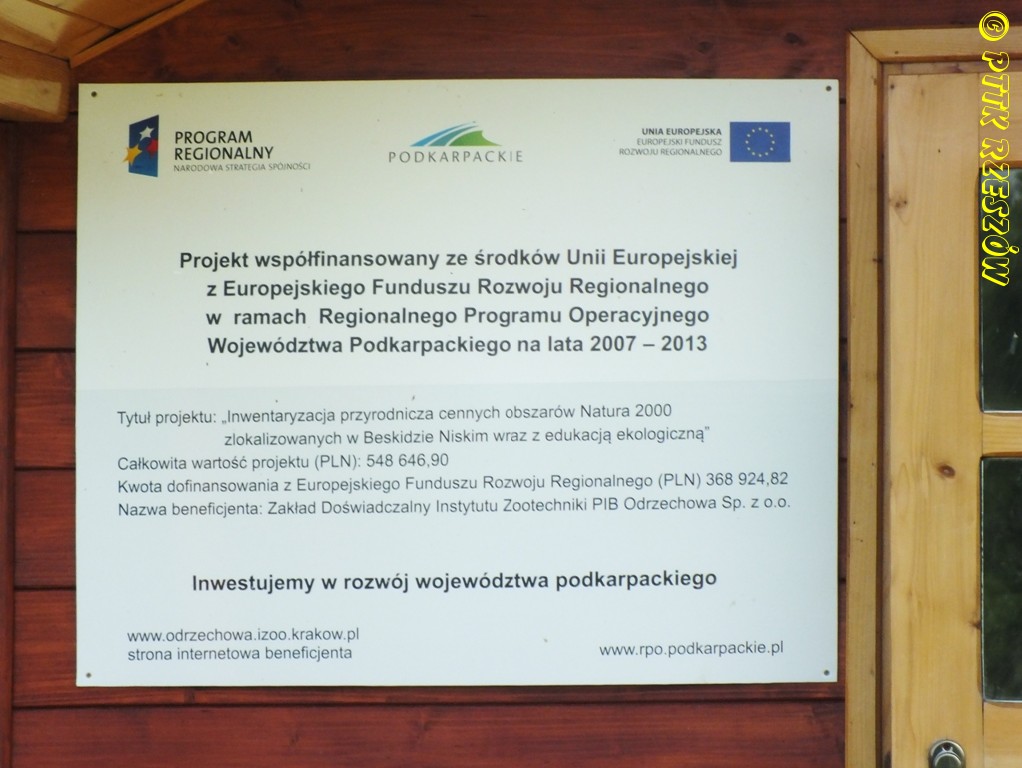 PROGRAM
REGIONALNY
NARODOWA STRATEGIA SPÓJNOŚCI
PODKARPACKIE
UNIA EUROPEJSKA
EUROPEJSKI FUNDUSZ
ROZWOJU REGIONALNEGO
Projekt współfinansowany ze środków Unii Europejskiej
z Europejskiego Funduszu Rozwoju Regionalnego
w ramach Regionalnego Programu Operacyjnego
Województwa Podkarpackiego na lata 2007 – 2013
Tytuł projektu: „Inwentaryzacja przyrodnicza cennych obszarów Natura 2000
zlokalizowanych w Beskidzie Niskim wraz z edukacją ekologiczną”
Całkowita wartość projektu (PLN): 548 646,90
Kwota dofinansowania z Europejskiego Funduszu Rozwoju Regionalnego (PLN) 368 924,82
Nazwa beneficjenta: Zakład Doświadczalny Instytutu Zootechniki PIB Odrzechowa Sp. z o.o.
Inwestujemy w rozwój województwa podkarpackiego
www.odrzechowa.izoo.krakow.pl
strona internetowa beneficjenta
www.rpo.podkarpackie.pl
© PTTK RZESZÓW